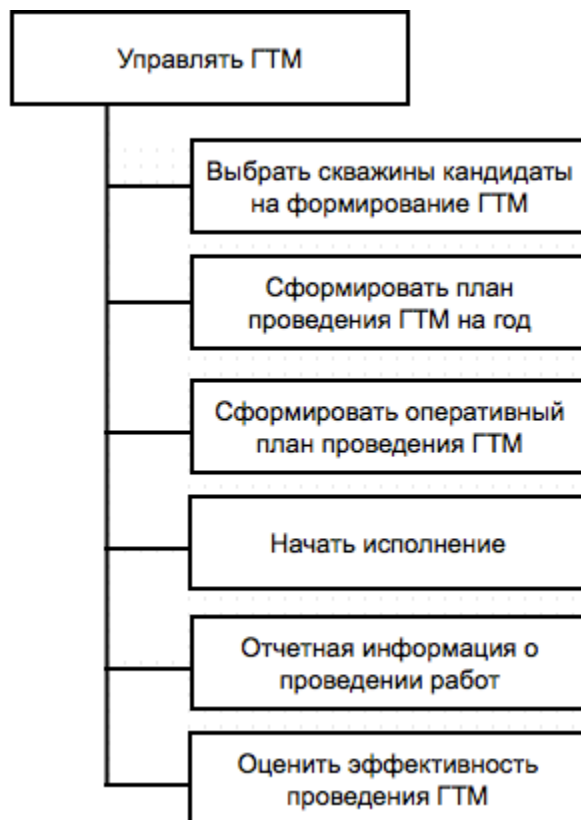 Управлять ГТМ
Выбрать скважины кандидаты
на формирование ГТМ
Сформировать план
проведения ГТМ на год
Сформировать оперативный
план проведения ГТМ
Начать исполнение
Отчетная информация о
проведении работ
Оценить эффективность
проведения ГТМ